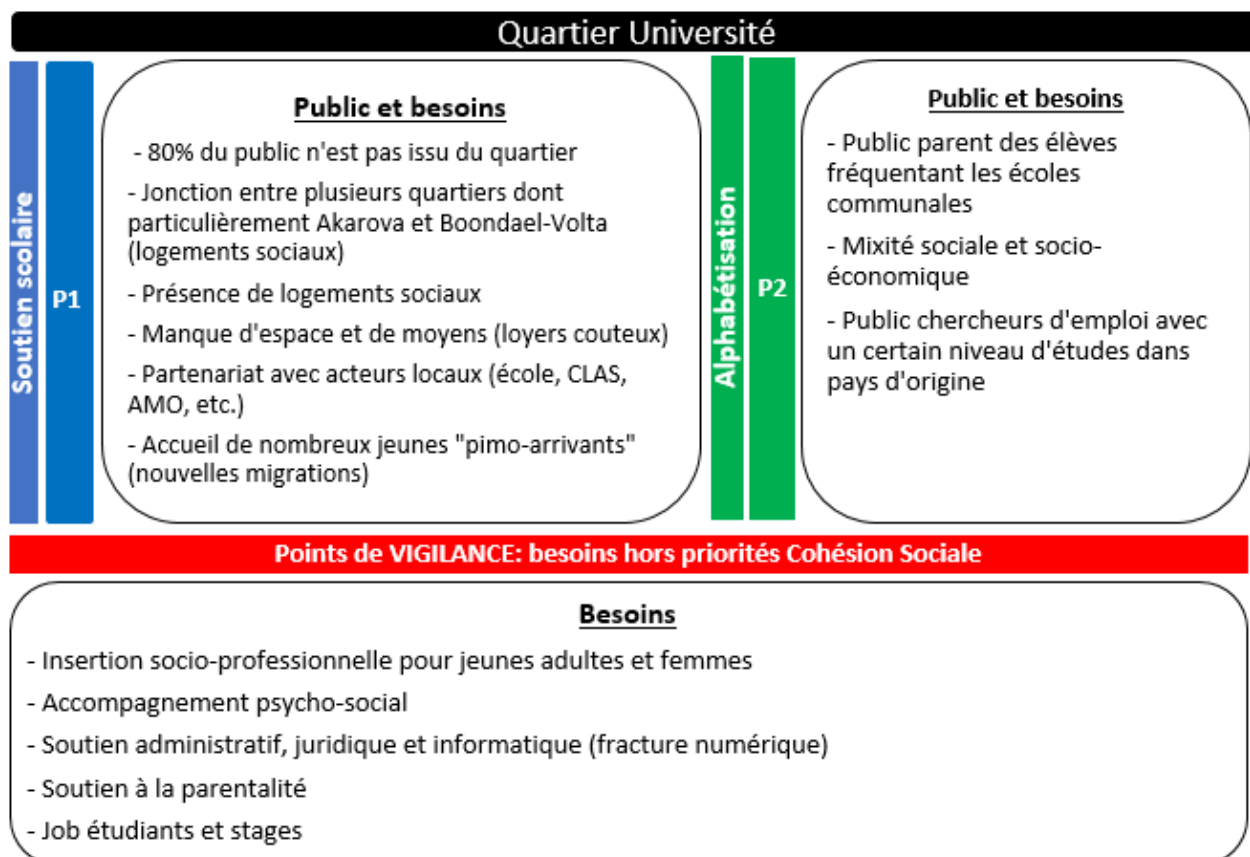 Quartier Université
Soutien scolaire
P1
Public et besoins
- 80% du public n'est pas issu du quartier
- Jonction entre plusieurs quartiers dont
particulièrement Akarova et Boondael-Volta
(logements sociaux)
- Présence de logements sociaux
- Manque d'espace et de moyens (loyers couteux)
- Partenariat avec acteurs locaux (école, CLAS,
AMO, etc.)
- Accueil de nombreux jeunes "pimo-arrivants"
(nouvelles migrations)
Alphabétisation
P2
Public et besoins
- Public parent des élèves
fréquentant les écoles
communales
- Mixité sociale et socio-
économique
- Public chercheurs d'emploi avec
un certain niveau d'études dans
pays d'origine
Points de VIGILANCE: besoins hors priorités Cohésion Sociale
Besoins
- Insertion socio-professionnelle pour jeunes adultes et femmes
- Accompagnement psycho-social
- Soutien administratif, juridique et informatique (fracture numérique)
- Soutien à la parentalité
- Job étudiants et stages